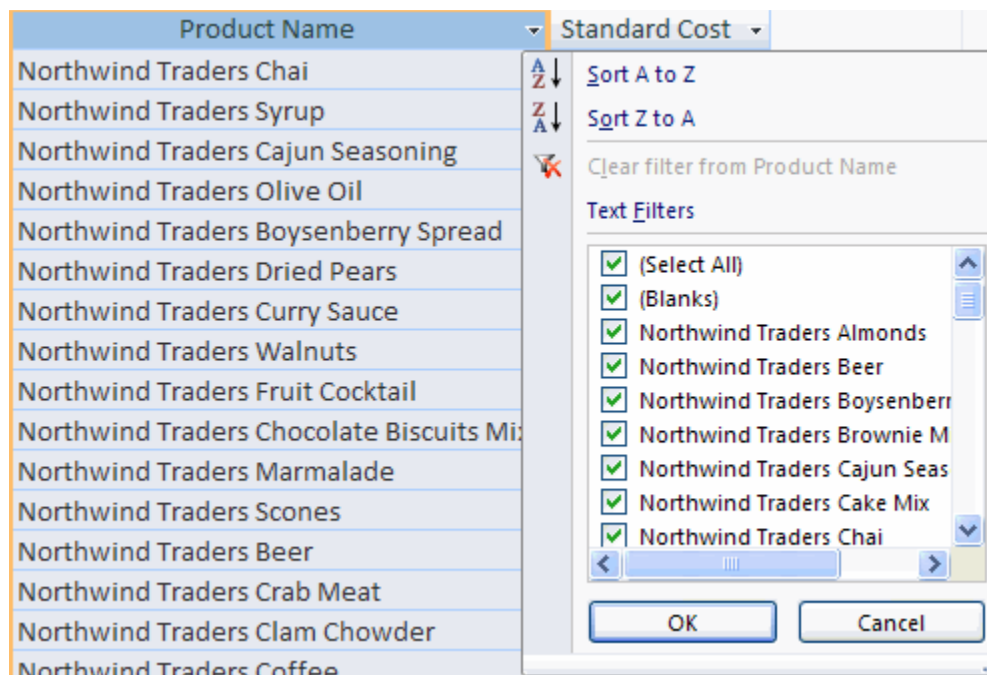 Product Name
Standard Cost
Northwind Traders Chai
Northwind Traders Syrup
Northwind Traders Cajun Seasoning
Northwind Traders Olive Oil
Northwind Traders Boysenberry Spread
Northwind Traders Dried Pears
Northwind Traders Curry Sauce
Northwind Traders Walnuts
Northwind Traders Fruit Cocktail
Northwind Traders Chocolate Biscuits Mi
Northwind Traders Marmalade
Northwind Traders Scones
Northwind Traders Beer
Northwind Traders Crab Meat
Northwind Traders Clam Chowder
Northwind Traders Coffee
Sort A to Z
Sort Z to A
Clear filter from Product Name
Text Filters
(Select All)
(Blanks)
Northwind Traders Almonds
Northwind Traders Beer
Northwind Traders Boysenberr
Northwind Traders Brownie M
Northwind Traders Cajun Seas
Northwind Traders Cake Mix
Northwind Traders Chai
OK
Cancel